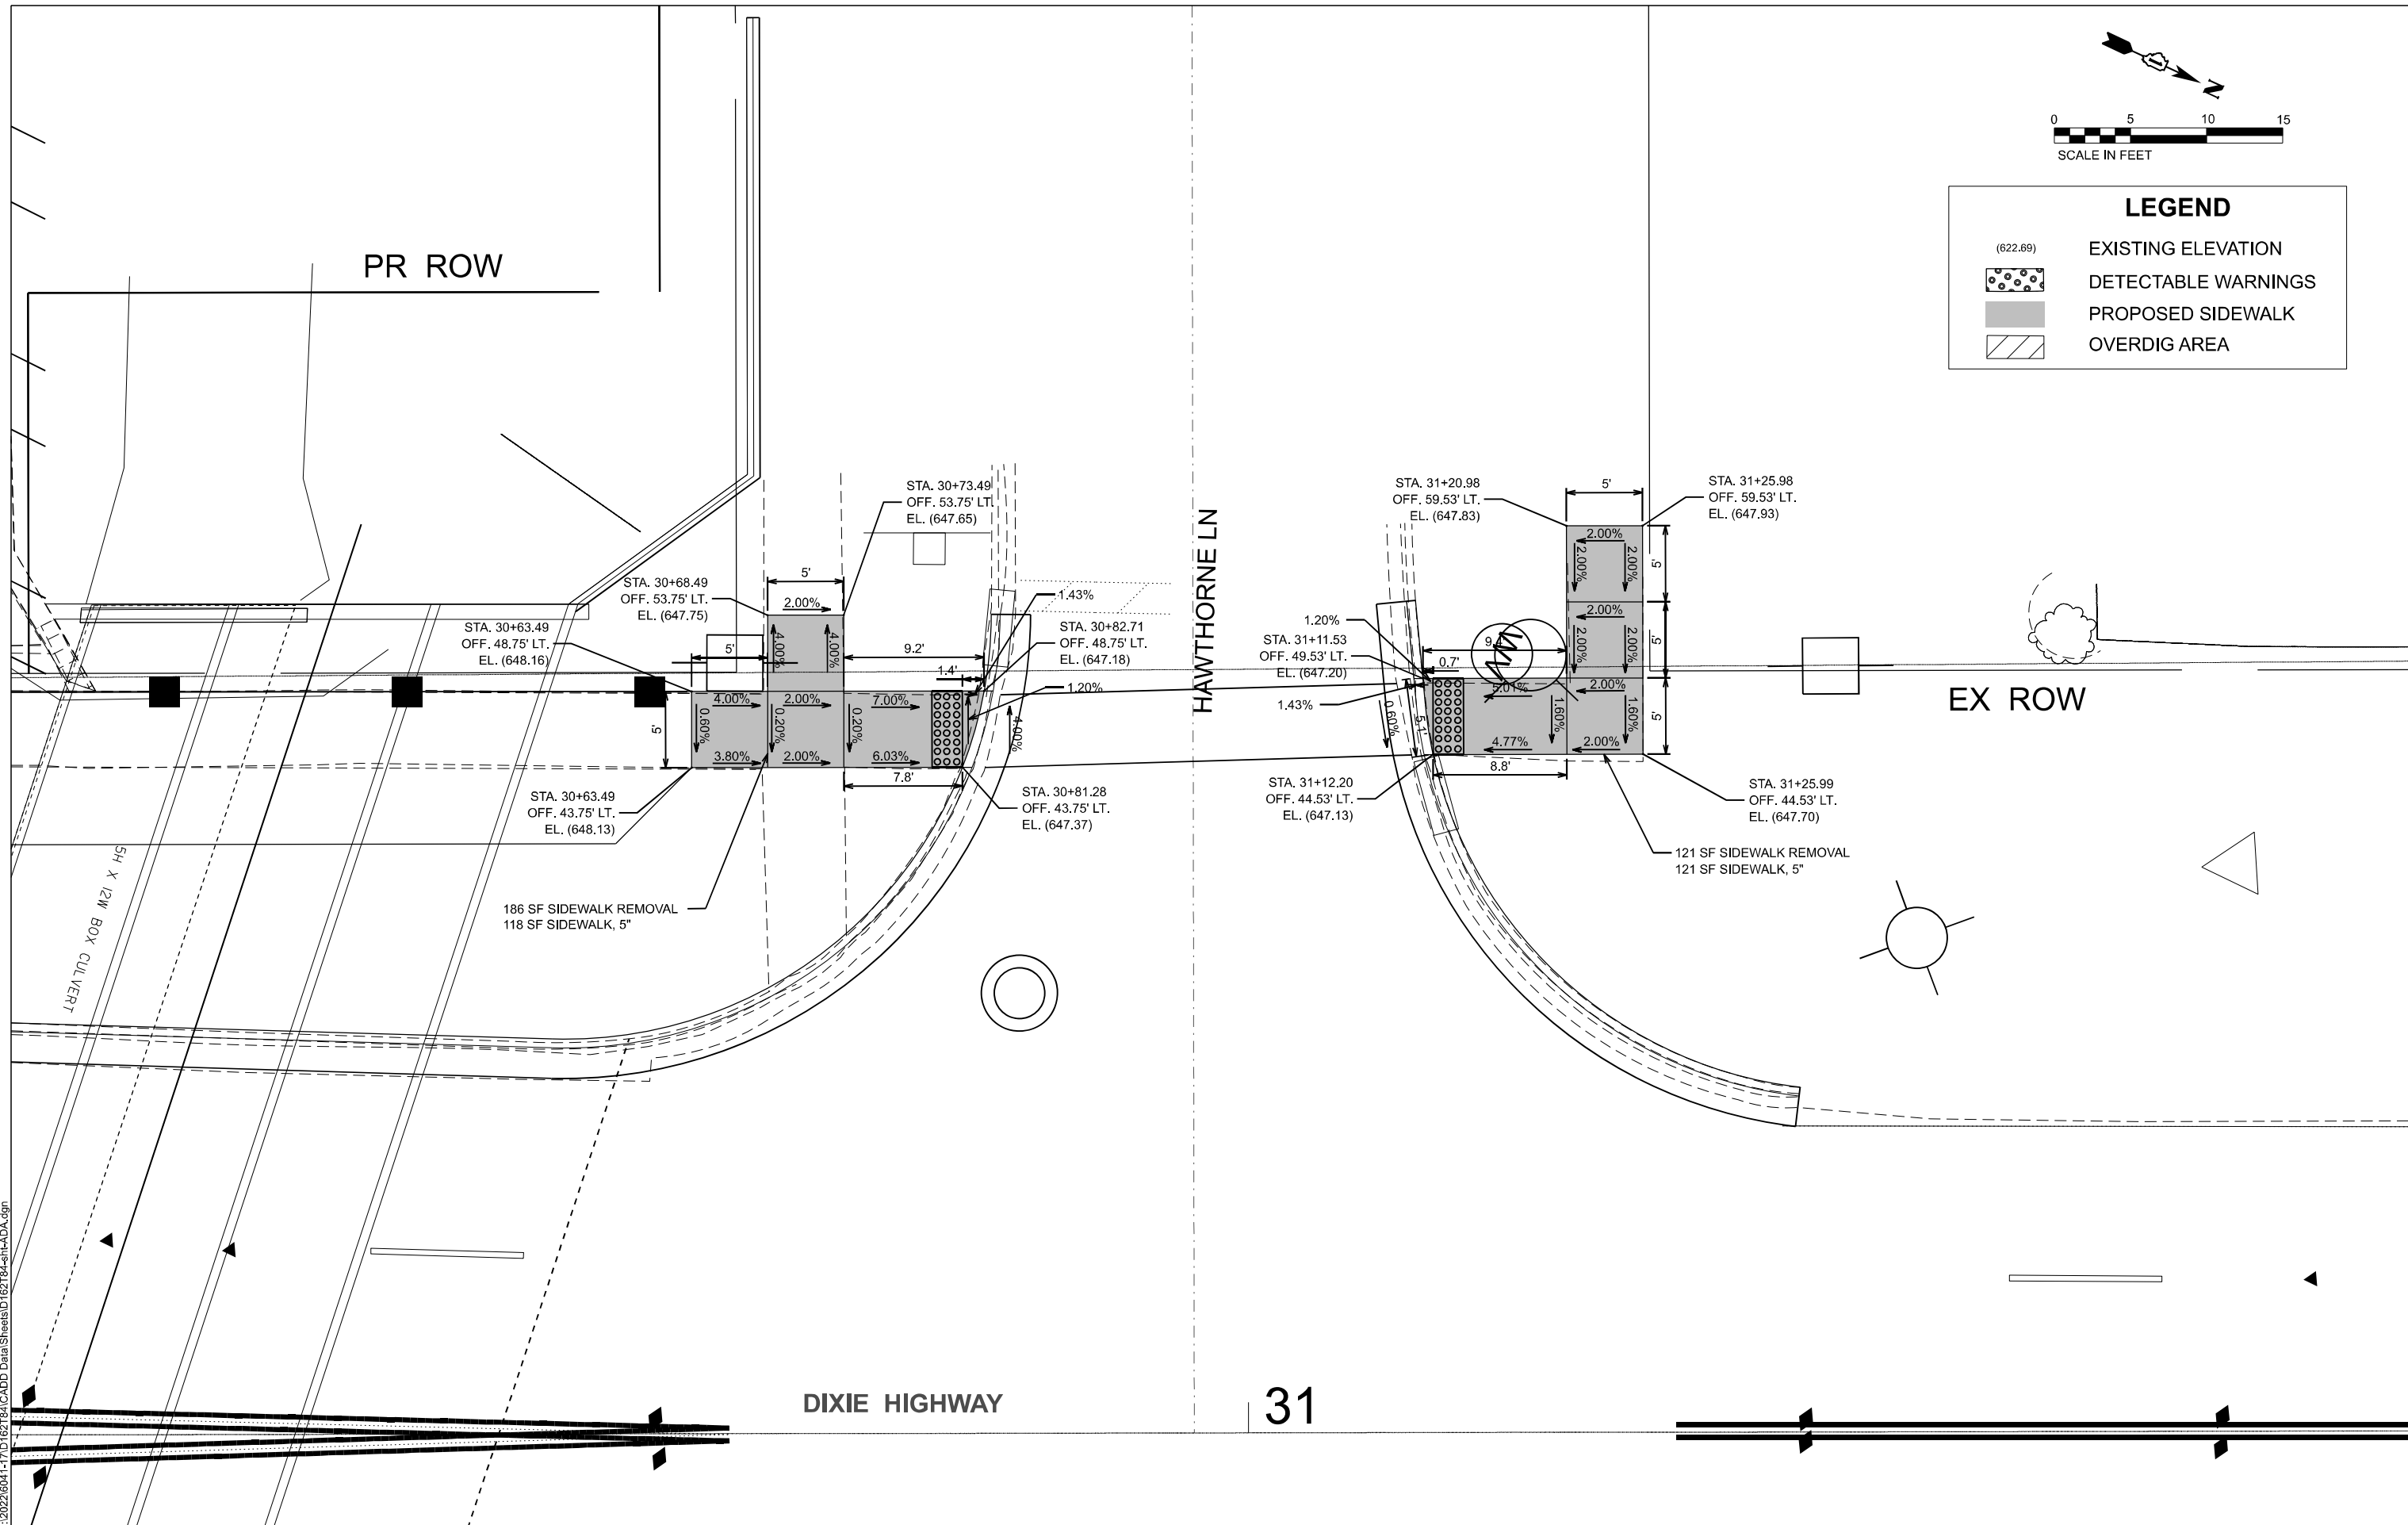 N
0 5 10 15
SCALE IN FEET
LEGEND
(622.69) EXISTING ELEVATION
DETECTABLE WARNINGS
PROPOSED SIDEWALK
OVERDIG AREA
PR ROW
STA. 30+73.49
OFF. 53.75' LT.
EL. (647.65)
STA. 30+68.49
OFF. 53.75' LT.
EL. (647.75)
STA. 30+63.49
OFF. 48.75' LT.
EL. (648.16)
5'
2.00%
4.00%
4.00%
5'
9.2'
1.4'
1.43%
STA. 30+82.71
OFF. 48.75' LT.
EL. (647.18)
1.20%
4.00%
2.00%
7.00%
5'
0.60%
0.20%
0.20%
4.00%
3.80%
2.00%
6.03%
7.8'
STA. 30+63.49
OFF. 43.75' LT.
EL. (648.13)
STA. 30+81.28
OFF. 43.75' LT.
EL. (647.37)
186 SF SIDEWALK REMOVAL
118 SF SIDEWALK, 5"
HAWTHORNE LN
STA. 31+20.98
OFF. 59.53' LT.
EL. (647.83)
5'
STA. 31+25.98
OFF. 59.53' LT.
EL. (647.93)
2.00%
2.00%
2.00%
5'
2.00%
2.00%
2.00%
5'
1.20%
STA. 31+11.53
OFF. 49.53' LT.
EL. (647.20)
0.7'
1.43%
5.01%
2.00%
0.60%
5.1'
1.60%
1.60%
5'
4.77%
2.00%
8.8'
STA. 31+12.20
OFF. 44.53' LT.
EL. (647.13)
STA. 31+25.99
OFF. 44.53' LT.
EL. (647.70)
121 SF SIDEWALK REMOVAL
121 SF SIDEWALK, 5"
EX ROW
5H X 12W BOX CULVERT
DIXIE HIGHWAY
31